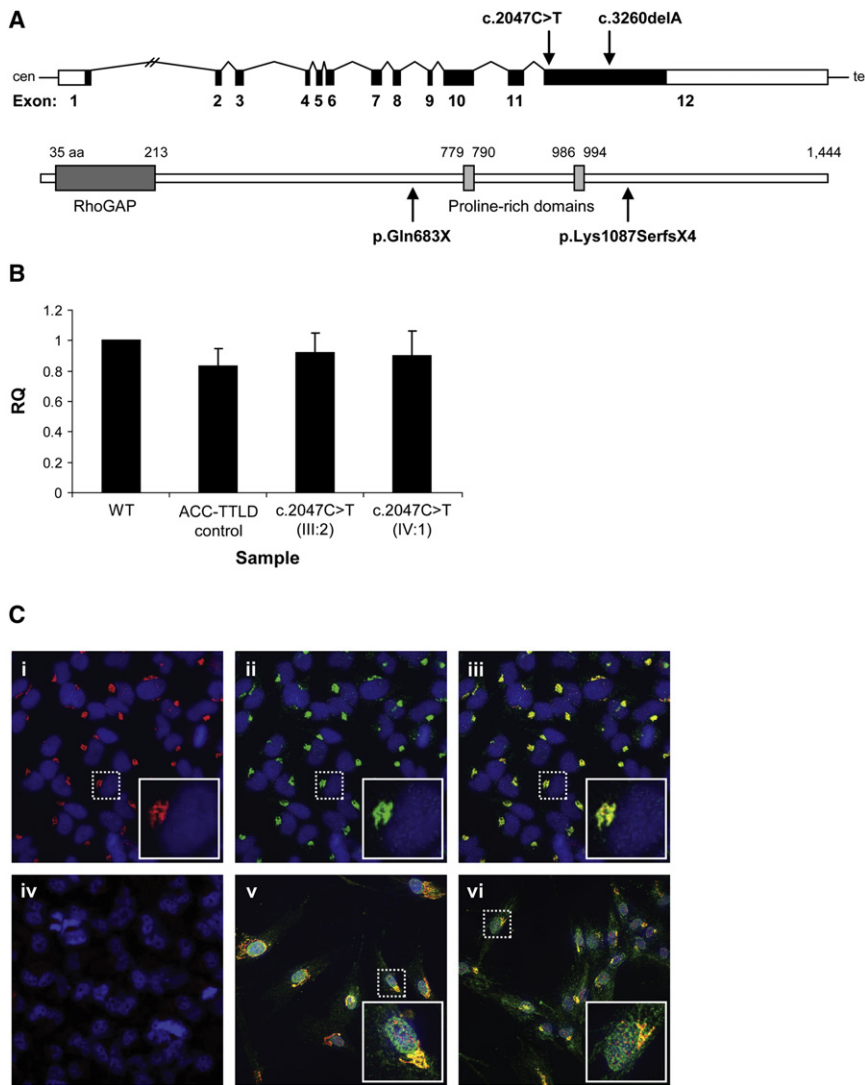 A
c.2047C>T c.3260delA
cen te
Exon: 1 2 3 4 5 6 7 8 9 10 11 12
35 aa 213 779 790 986 994 1,444
RhoGAP Proline-rich domains
p.Gln683X p.Lys1087SerfsX4
B
1.2
1
0.8
0.6
0.4
0.2
0
RQ
WT ACC-TTLD control c.2047C>T (III:2) c.2047C>T (IV:1)
Sample
C
i ii iii
iv v vi